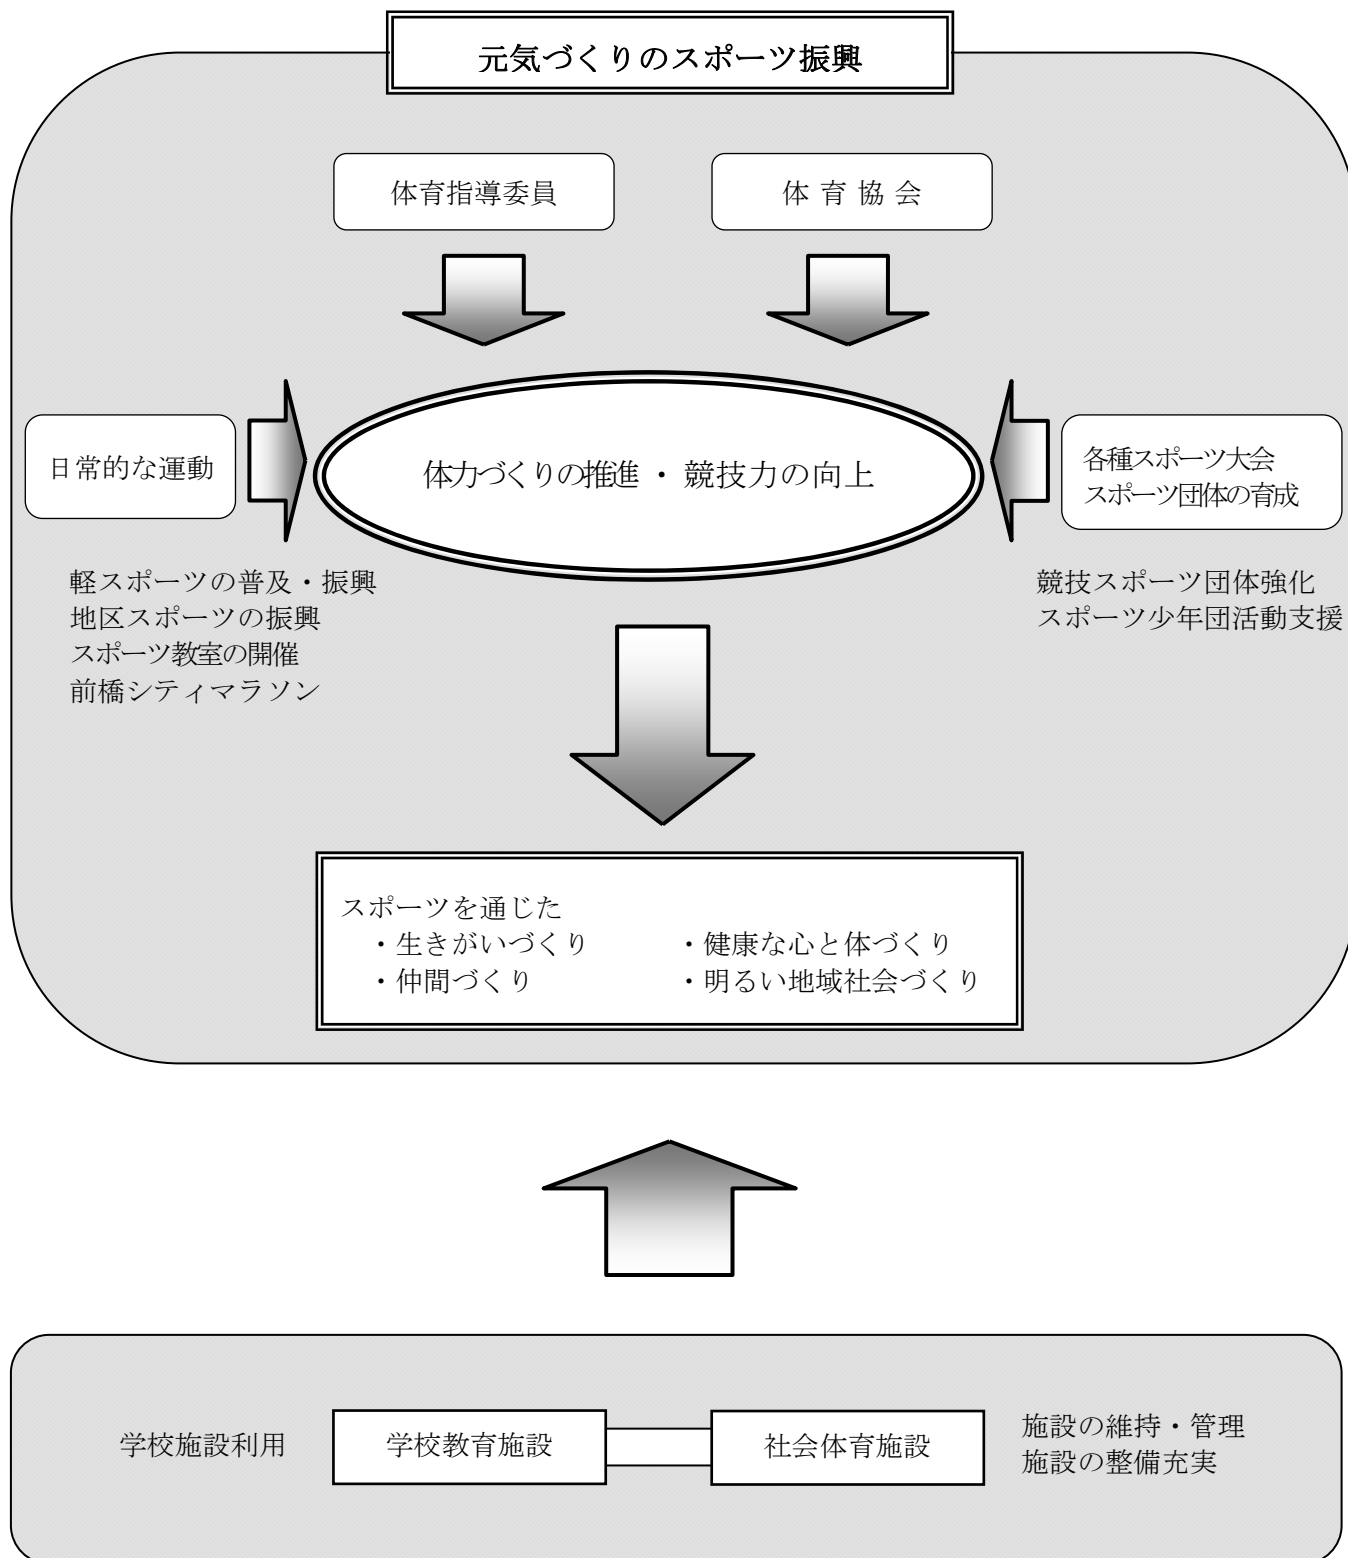 元気づくりのスポーツ振興
体育指導委員
体育協会
日常的な運動
体力づくりの推進・競技力の向上
各種スポーツ大会
スポーツ団体の育成
軽スポーツの普及・振興
地区スポーツの振興
スポーツ教室の開催
前橋シティマラソン
競技スポーツ団体強化
スポーツ少年団活動支援
スポーツを通じた
・生きがいづくり ・健康な心と体づくり
・仲間づくり ・明るい地域社会づくり
学校施設利用
学校教育施設
社会体育施設
施設の維持・管理
施設の整備充実